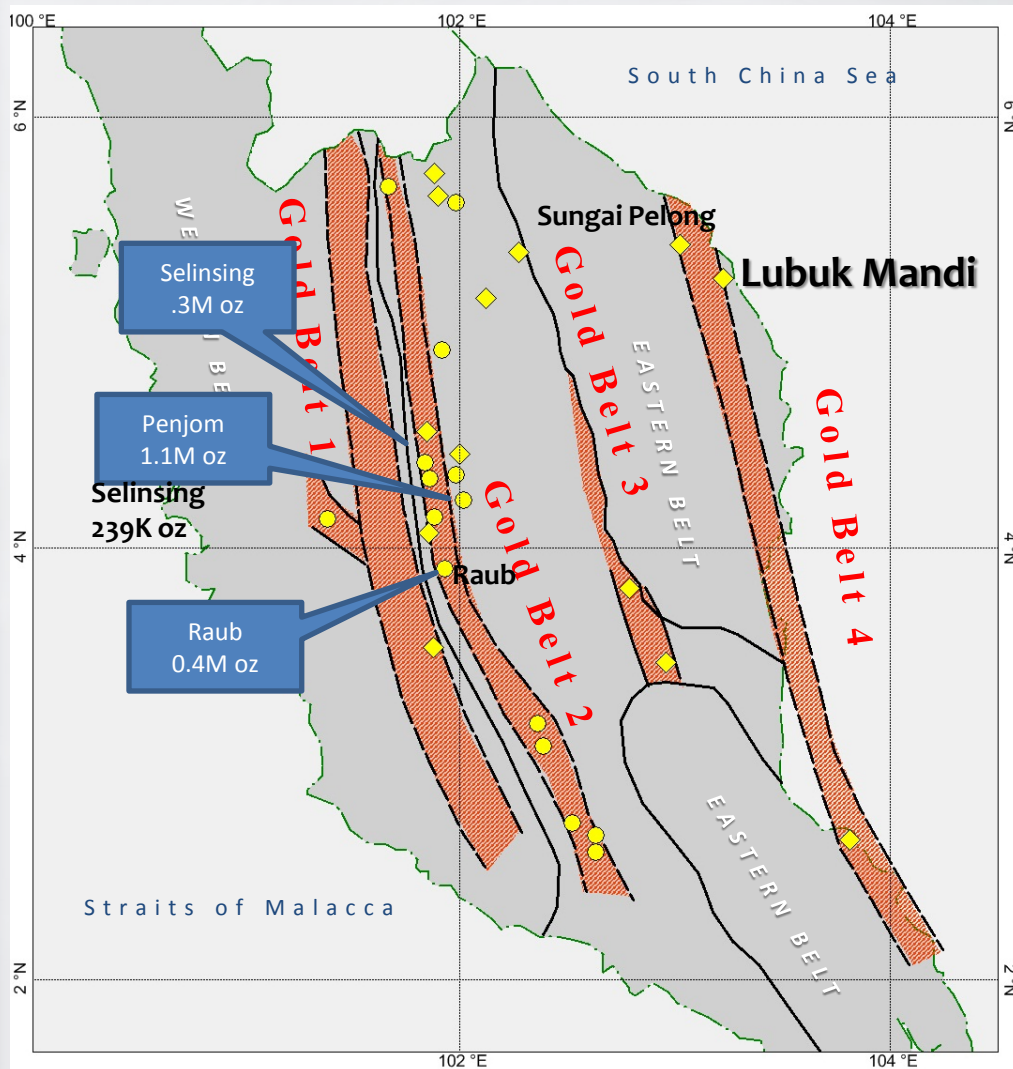 100 °E
102 °E
104 °E
South China Sea
6 °N
6 °N
Sungai Pelong
Lubuk Mandi
Gold Belt 1
Gold Belt 3
Selinsing
.3M oz
EASTERN BELT
Penjom
1.1M oz
Gold Belt 4
Selinsing
239K oz
Gold Belt 2
4 °N
4 °N
Raub
Raub
0.4M oz
EASTERN BELT
Straits of Malacca
2 °N
2 °N
102 °E
104 °E